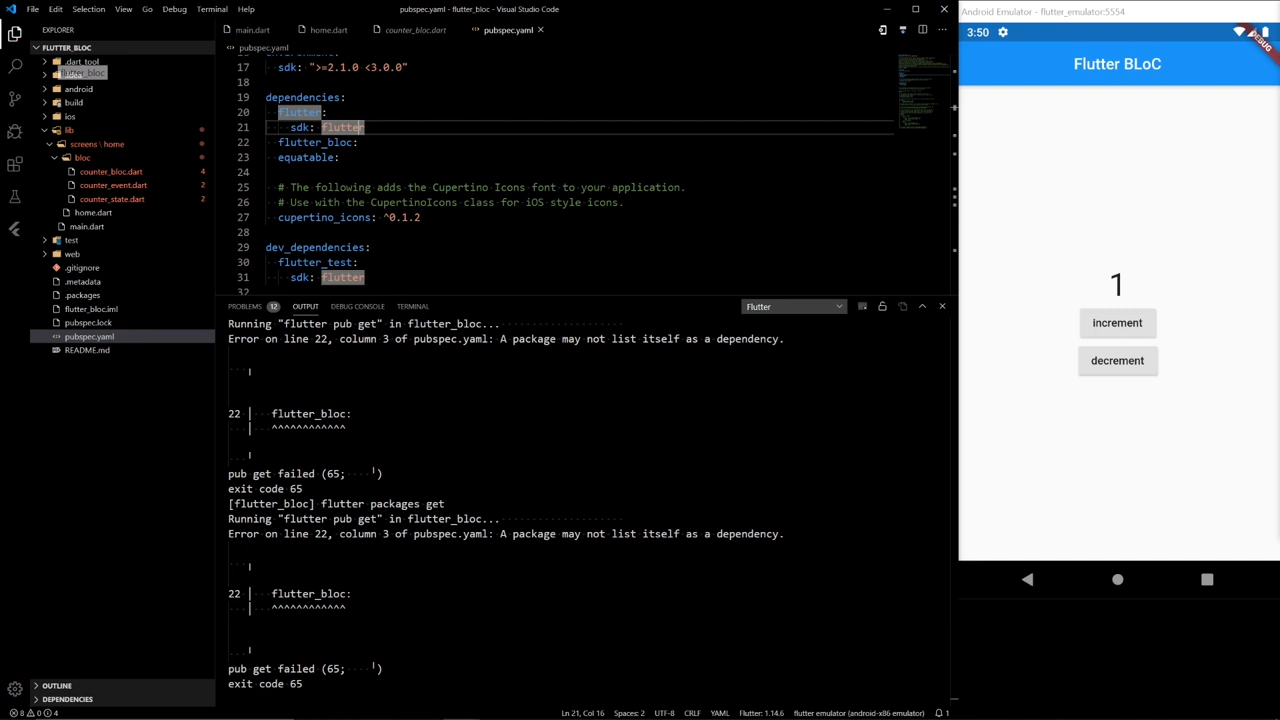 File Edit Selection View Go Debug Terminal Help
pubspec.yaml - flutter_bloc - Visual Studio Code
EXPLORER
FLUTTER_BLOC
.dart_tool
flutter_bloc
android
build
ios
lib
screens \ home
bloc
counter_bloc.dart 4
counter_event.dart 2
counter_state.dart 2
home.dart
main.dart
test
web
.gitignore
.metadata
.packages
flutter_bloc.iml
pubspec.lock
pubspec.yaml
README.md
OUTLINE
DEPENDENCIES
main.dart home.dart counter_bloc.dart pubspec.yaml
pubspec.yaml
17 sdk: ">=2.1.0 <3.0.0"
18
19 dependencies:
20 flutter:
21 sdk: flutter
22 flutter_bloc:
23 equatable:
24
25 # The following adds the Cupertino Icons font to your application.
26 # Use with the CupertinoIcons class for iOS style icons.
27 cupertino_icons: ^0.1.2
28
29 dev_dependencies:
30 flutter_test:
31 sdk: flutter
32
PROBLEMS 12 OUTPUT DEBUG CONSOLE TERMINAL Flutter
Running "flutter pub get" in flutter_bloc...
Error on line 22, column 3 of pubspec.yaml: A package may not list itself as a dependency.
22 | flutter_bloc:
| ^^^^^^^^^^^^
pub get failed (65; ╵)
exit code 65
[flutter_bloc] flutter packages get
Running "flutter pub get" in flutter_bloc...
Error on line 22, column 3 of pubspec.yaml: A package may not list itself as a dependency.
22 | flutter_bloc:
| ^^^^^^^^^^^^
pub get failed (65; ╵)
exit code 65
8 0 4 Ln 21, Col 16 Spaces: 2 UTF-8 CRLF YAML Flutter: 1.14.6 flutter emulator (android-x86 emulator) 1
Android Emulator - flutter_emulator:5554
3:50
DEBUG
Flutter BLoC
1
increment
decrement